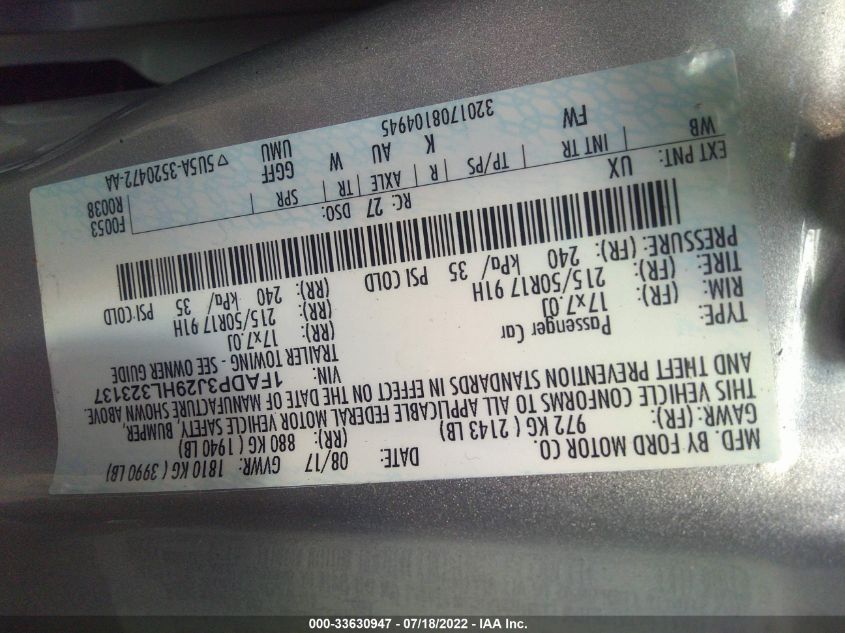 MFD. BY FORD MOTOR CO.
DATE: 08/17 GVWR: 1810 KG ( 3990 LB)
GAWR: (FR): 972 KG ( 2143 LB) (RR): 880 KG ( 1940 LB)
THIS VEHICLE CONFORMS TO ALL APPLICABLE FEDERAL MOTOR VEHICLE SAFETY, BUMPER,
AND THEFT PREVENTION STANDARDS IN EFFECT ON THE DATE OF MANUFACTURE SHOWN ABOVE.
VIN: 1FADP3J29HL323137
TYPE: Passenger Car TRAILER TOWING - SEE OWNER GUIDE
RIM: (FR): 17x7.0J (RR): 17x7.0J
TIRE: (FR): 215/50R17 91H (RR): 215/50R17 91H
PRESSURE: (FR): 240 kPa/ 35 PSI COLD (RR): 240 kPa/ 35 PSI COLD
EXT PNT: UX RC: 27 DSO: F0053
R0038
WB INT TR TP/PS R AXLE TR SPR
FW K AU W GGFF
UMU
3201708104945 ▽ 5U5A-3520472-AA
000-33630947 - 07/18/2022 - IAA Inc.